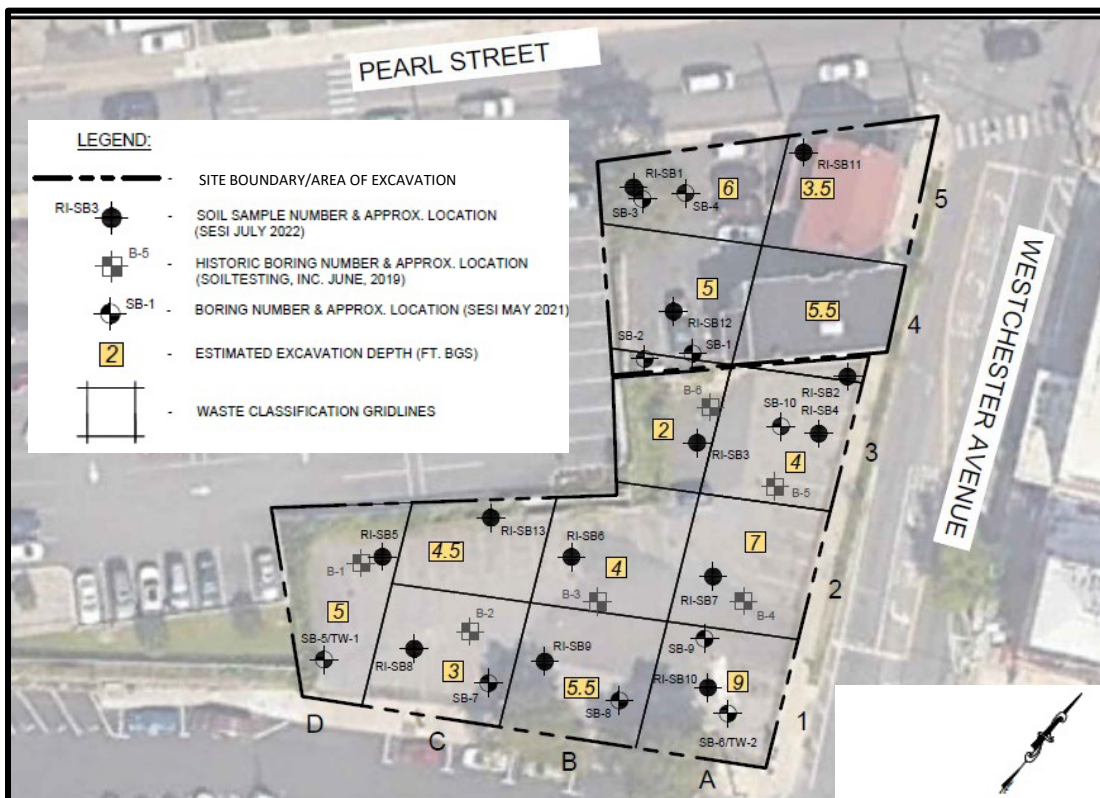 PEARL STREET
LEGEND:
- SITE BOUNDARY/AREA OF EXCAVATION
RI-SB3
- SOIL SAMPLE NUMBER & APPROX. LOCATION
(SESI JULY 2022)
B-5
- HISTORIC BORING NUMBER & APPROX. LOCATION
(SOILTESTING, INC. JUNE, 2019)
SB-1
- BORING NUMBER & APPROX. LOCATION (SESI MAY 2021)
2
- ESTIMATED EXCAVATION DEPTH (FT. BGS)
- WASTE CLASSIFICATION GRIDLINES
RI-SB11
RI-SB1
6
3.5
SB-3
SB-4
5
WESTCHESTER AVENUE
5
5.5
RI-SB12
4
SB-2
SB-1
RI-SB2
B-6
SB-10
RI-SB4
2
RI-SB3
3
4
B-5
RI-SB13
RI-SB5
4.5
RI-SB6
7
B-1
4
RI-SB7
2
B-3
B-4
5
B-2
SB-5/TW-1
RI-SB8
3
SB-7
RI-SB9
5.5
SB-8
SB-9
RI-SB10
9
SB-6/TW-2
1
D
C
B
A